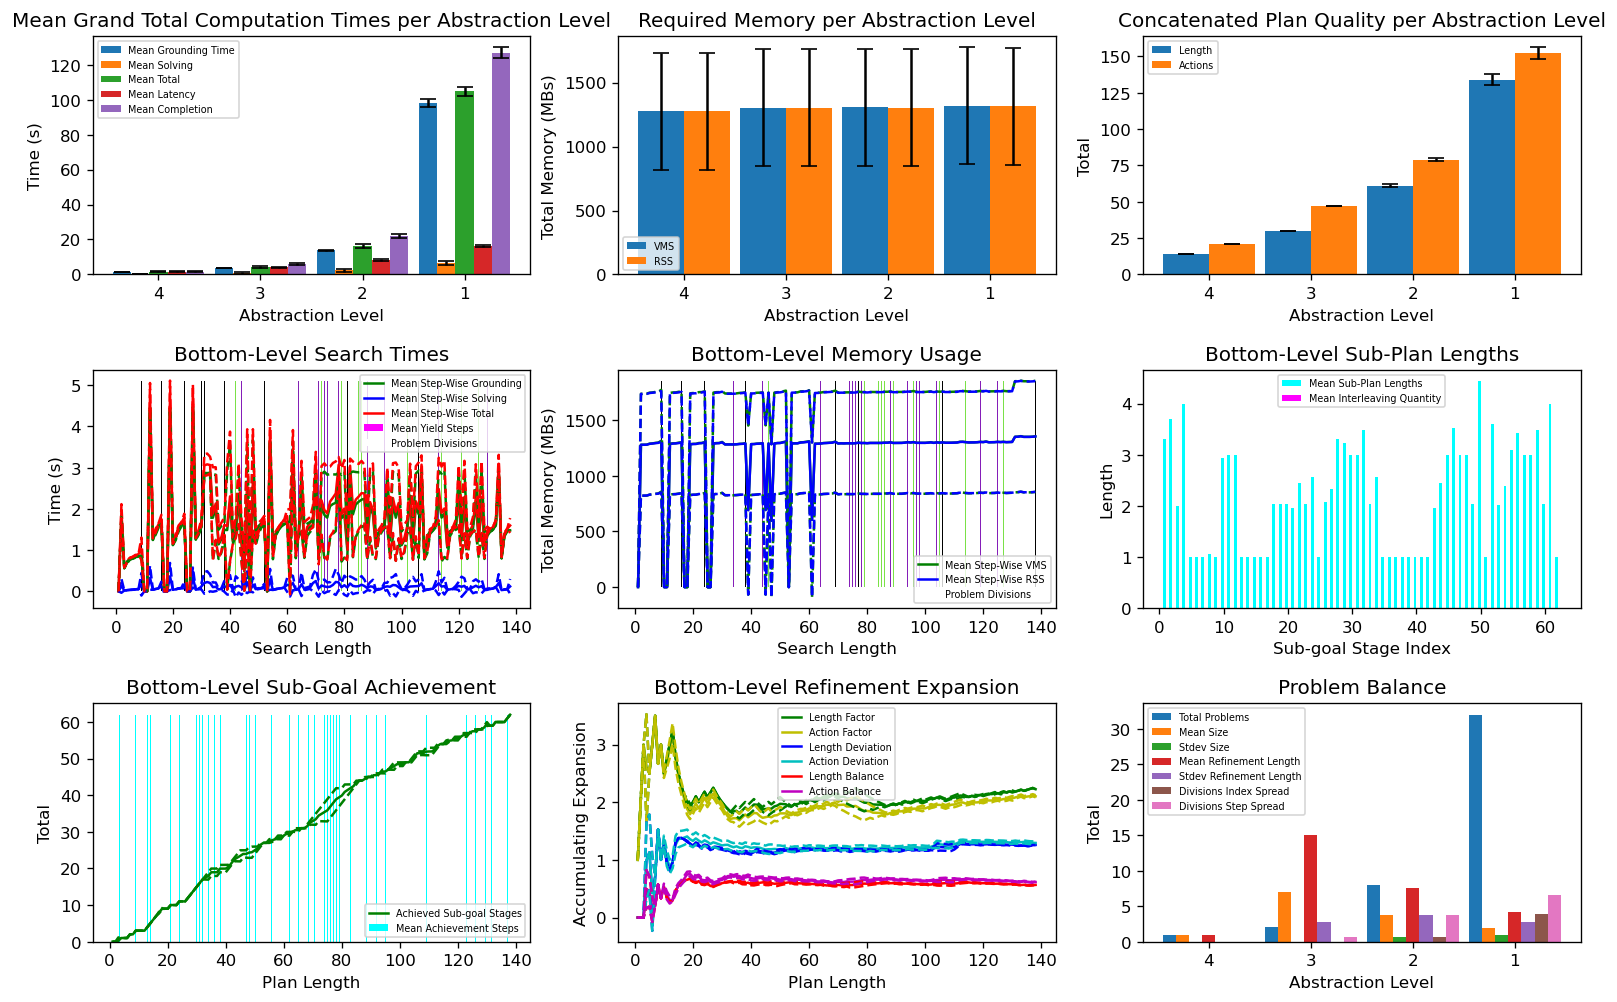 Mean Grand Total Computation Times per Abstraction Level
Time (s)
120
100
80
60
40
20
0
Mean Grounding Time
Mean Solving
Mean Total
Mean Latency
Mean Completion
4 3 2 1
Abstraction Level
Required Memory per Abstraction Level
Total Memory (MBs)
1500
1000
500
0
VMS
RSS
4 3 2 1
Abstraction Level
Concatenated Plan Quality per Abstraction Level
Total
150
125
100
75
50
25
0
Length
Actions
4 3 2 1
Abstraction Level
Bottom-Level Search Times
Time (s)
5
4
3
2
1
0
Mean Step-Wise Grounding
Mean Step-Wise Solving
Mean Step-Wise Total
Mean Yield Steps
Problem Divisions
0 20 40 60 80 100 120 140
Search Length
Bottom-Level Memory Usage
Total Memory (MBs)
1500
1000
500
0
Mean Step-Wise VMS
Mean Step-Wise RSS
Problem Divisions
0 20 40 60 80 100 120 140
Search Length
Bottom-Level Sub-Plan Lengths
Length
4
3
2
1
0
Mean Sub-Plan Lengths
Mean Interleaving Quantity
0 10 20 30 40 50 60
Sub-goal Stage Index
Bottom-Level Sub-Goal Achievement
Total
60
50
40
30
20
10
0
Achieved Sub-goal Stages
Mean Achievement Steps
0 20 40 60 80 100 120 140
Plan Length
Bottom-Level Refinement Expansion
Accumulating Expansion
3
2
1
0
Length Factor
Action Factor
Length Deviation
Action Deviation
Length Balance
Action Balance
0 20 40 60 80 100 120 140
Plan Length
Problem Balance
Total
30
25
20
15
10
5
0
Total Problems
Mean Size
Stdev Size
Mean Refinement Length
Stdev Refinement Length
Divisions Index Spread
Divisions Step Spread
4 3 2 1
Abstraction Level